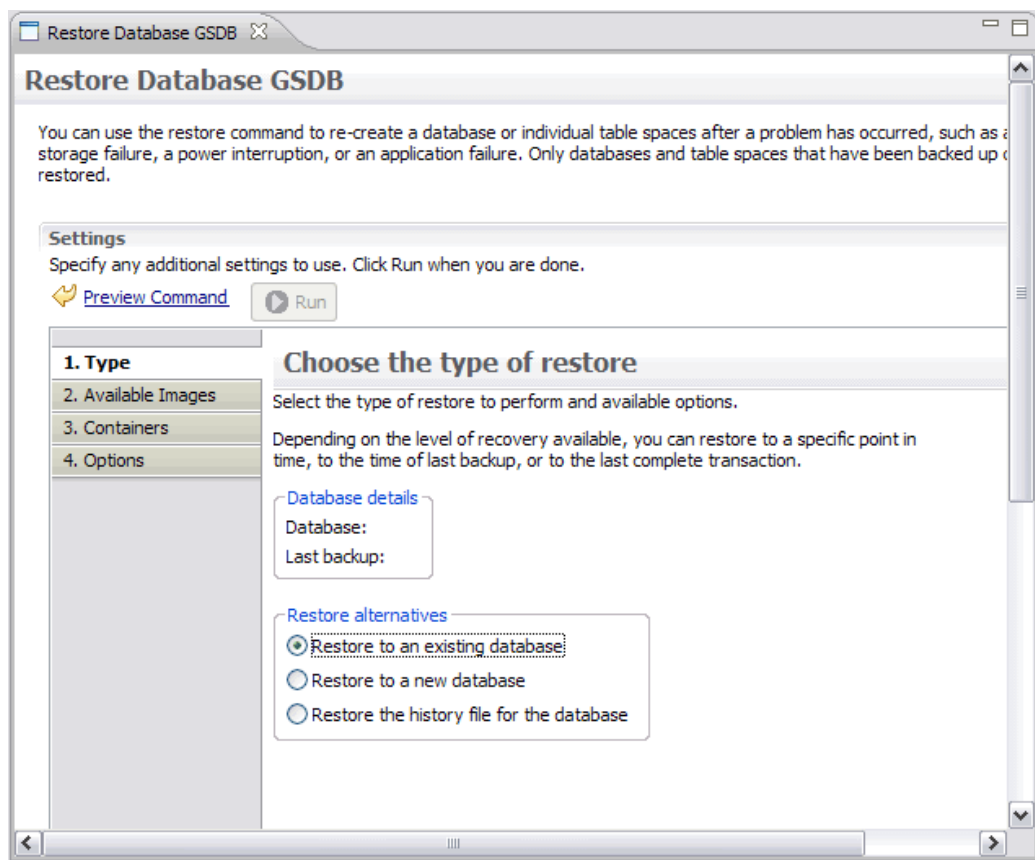 Restore Database GSDB
Restore Database GSDB
You can use the restore command to re-create a database or individual table spaces after a problem has occurred, such as
storage failure, a power interruption, or an application failure. Only databases and table spaces that have been backed up
restored.
Settings
Specify any additional settings to use. Click Run when you are done.
Preview Command Run
1. Type
2. Available Images
3. Containers
4. Options
Choose the type of restore
Select the type of restore to perform and available options.
Depending on the level of recovery available, you can restore to a specific point in
time, to the time of last backup, or to the last complete transaction.
Database details
Database:
Last backup:
Restore alternatives
Restore to an existing database
Restore to a new database
Restore the history file for the database